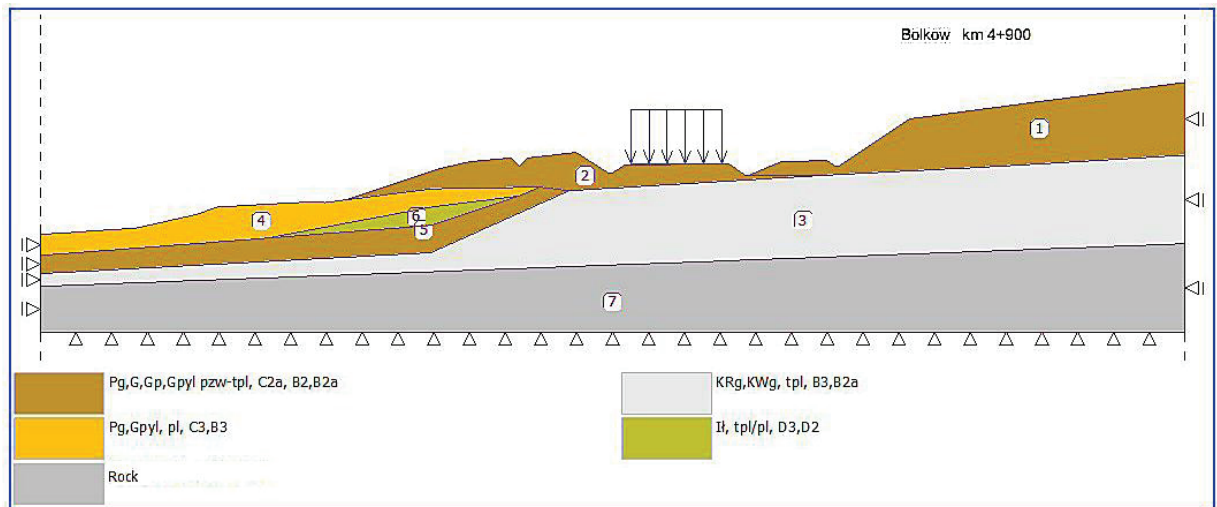 Bolkow km 4+900
1
2
3
4
6
5
7
Pg,G,Gp,Gpyl pzw-tpl, C2a, B2,B2a
KRg,KWg, tpl, B3,B2a
Pg,Gpyl, pl, C3,B3
Ił, tpl/pl, D3,D2
Rock